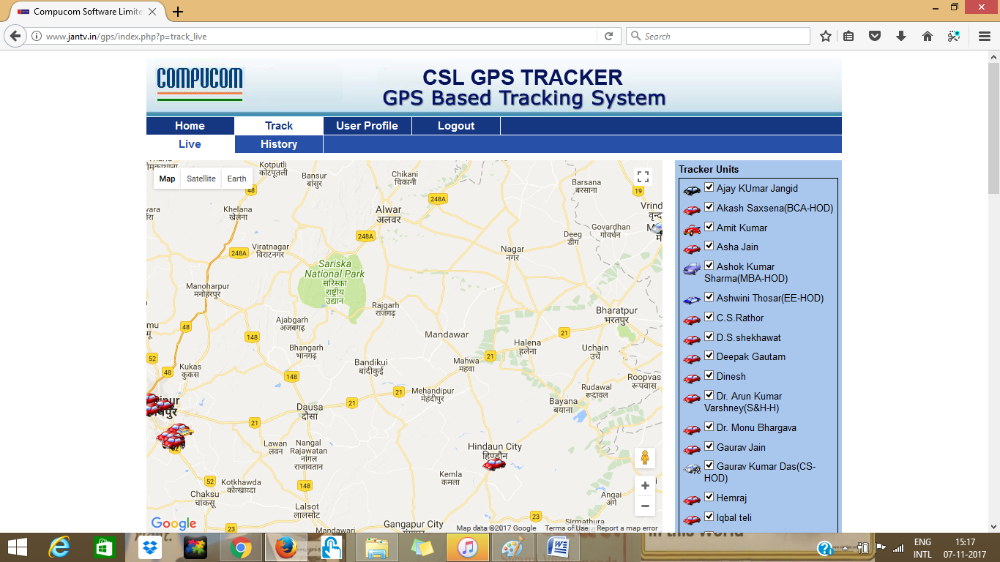 Compucom Software Limite
www.jantv.in/gps/index.php?p=track_live
Search
COMPUCOM
CSL GPS TRACKER
GPS Based Tracking System
Home
Track
User Profile
Logout
Live
History
Map
Satellite
Earth
Kotputli
कोटपूतली
Bansur
बांसुर
Chikani
चिकानी
Barsana
बरसाना
48
248A
19
Khelana
खेलना
Alwar
अलवर
Govardhan
गोवर्धन
Vrind
वृन्द
Deeg
डीग
248A
Viratnagar
विराटनगर
248A
Nagar
नगर
Sariska
National Park
सरिस्का
राष्ट्रीय
उद्यान
Manoharpur
मनोहरपुर
Rajgarh
राजगढ़
Bharatpur
भरतपुर
Ajabgarh
अजबगढ़
48
148
Mandawar
21
Bhangarh
भानगढ़
Halena
हलेना
Uchain
उचैं
52
Kukas
कुकस
48
Bandikui
बांदीकुई
Mahwa
महवा
21
148
Roopvas
रूपवास
Rudawal
रूदावल
Mehandipur
मेहंदीपुर
21
21
Bayana
बयाना
Dausa
दौसा
21
Lawan
लवन
Nangal
Rajawatan
नांगल
राजावतान
Hindaun City
हिण्डौन
52
Kotkhawda
कोत्खाव्दा
148
Kemla
कमला
Chaksu
चाकसू
Angai
अंगे
Lalsot
लालसोट
23
23
Gangapur City
Sirmathura
Mandawari
Google
Map data ©2017 Google
Terms of Use
Report a map error
Tracker Units
Ajay KUmar Jangid
Akash Saxsena(BCA-HOD)
Amit Kumar
Asha Jain
Ashok Kumar
Sharma(MBA-HOD)
Ashwini Thosar(EE-HOD)
C.S.Rathor
D.S.shekhawat
Deepak Gautam
Dinesh
Dr. Arun Kumar
Varshney(S&H-H)
Dr. Monu Bhargava
Gaurav Jain
Gaurav Kumar Das(CS-
HOD)
Hemraj
Iqbal teli
in this World
ENG
INTL
15:17
07-11-2017